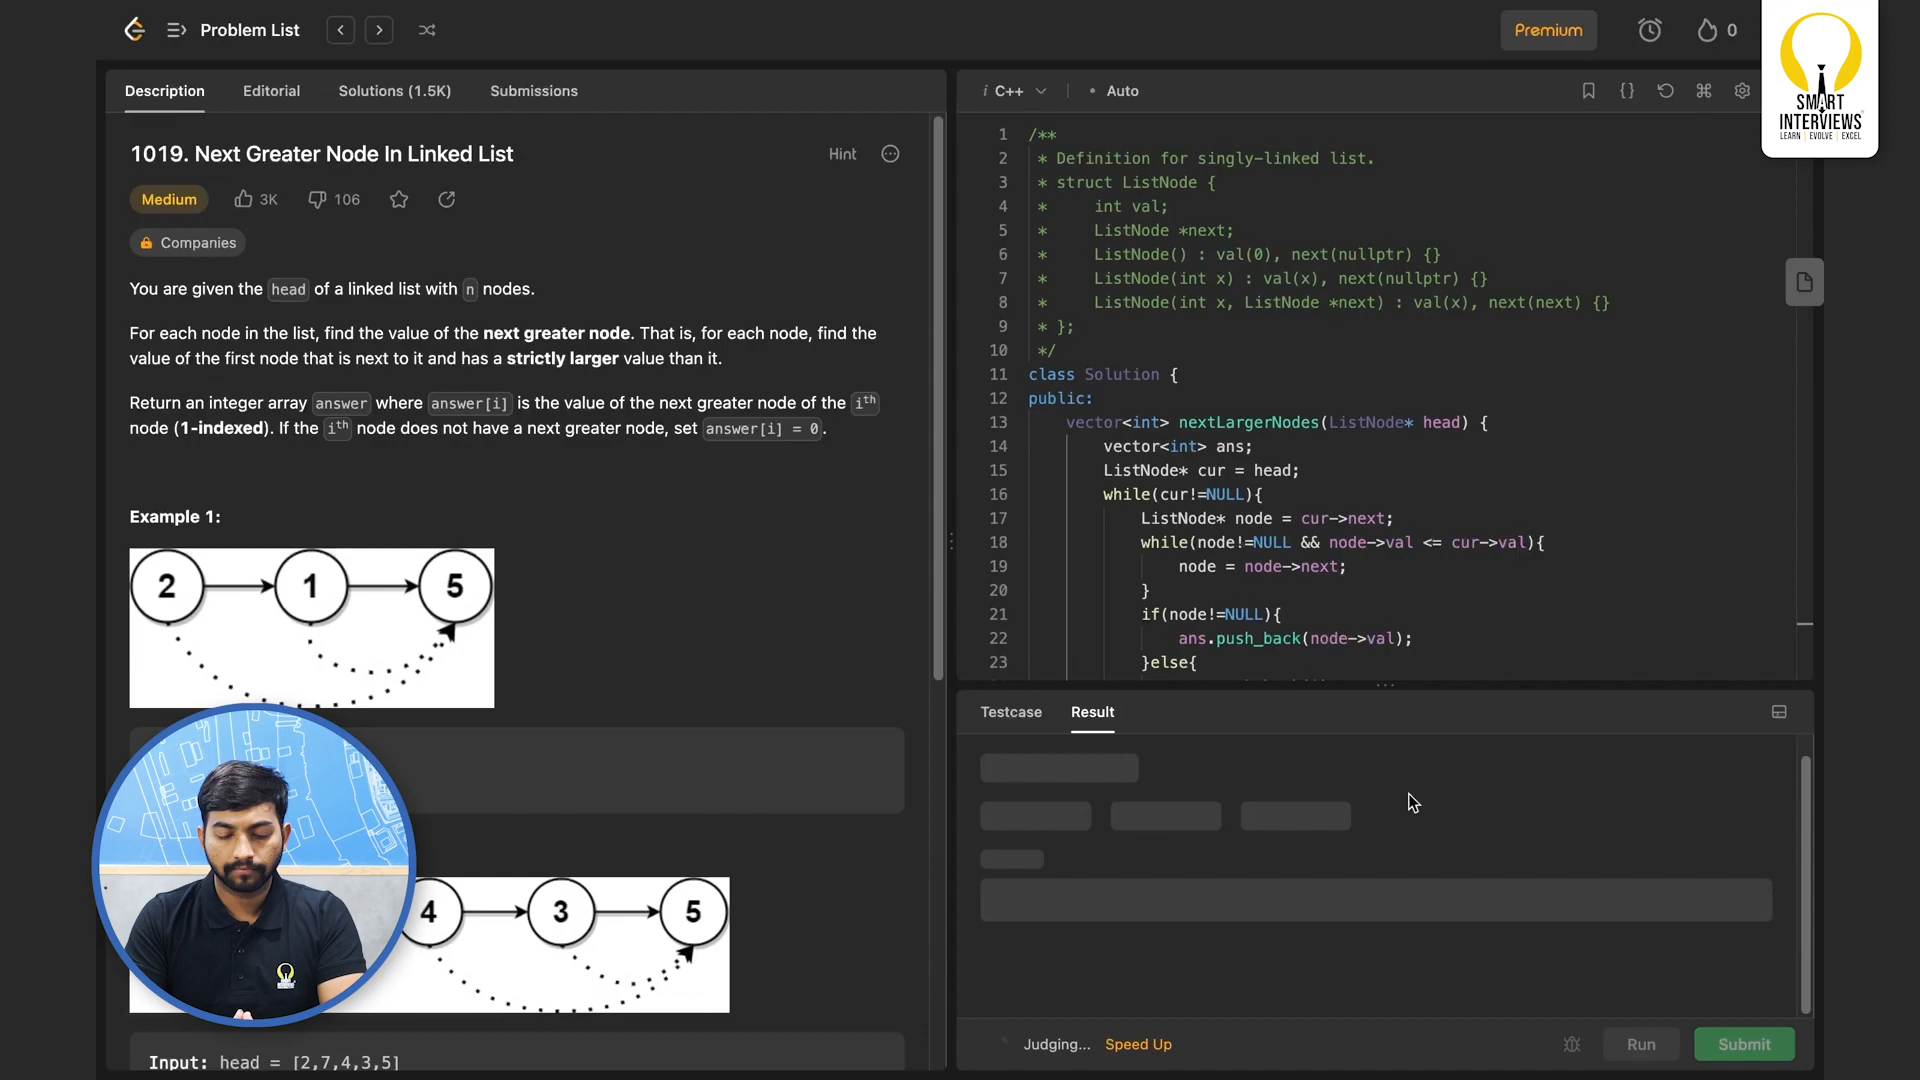 Problem List
Premium
0
SMART
INTERVIEWS
LEARN | EVOLVE | EXCEL
Description
Editorial
Solutions (1.5K)
Submissions
1019. Next Greater Node In Linked List
Hint
Medium
3K
106
Companies
You are given the head of a linked list with n nodes.
For each node in the list, find the value of the next greater node. That is, for each node, find the
value of the first node that is next to it and has a strictly larger value than it.
Return an integer array answer where answer[i] is the value of the next greater node of the ith
node (1-indexed). If the ith node does not have a next greater node, set answer[i] = 0.
Example 1:
2
1
5
4
3
5
Input: head = [2,7,4,3,5]
i C++
• Auto
1 /**
2 * Definition for singly-linked list.
3 * struct ListNode {
4 *     int val;
5 *     ListNode *next;
6 *     ListNode() : val(0), next(nullptr) {}
7 *     ListNode(int x) : val(x), next(nullptr) {}
8 *     ListNode(int x, ListNode *next) : val(x), next(next) {}
9 * };
10 */
11 class Solution {
12 public:
13     vector<int> nextLargerNodes(ListNode* head) {
14         vector<int> ans;
15         ListNode* cur = head;
16         while(cur!=NULL){
17             ListNode* node = cur->next;
18             while(node!=NULL && node->val <= cur->val){
19                 node = node->next;
20             }
21             if(node!=NULL){
22                 ans.push_back(node->val);
23             }else{
Testcase
Result
Judging...
Speed Up
Run
Submit